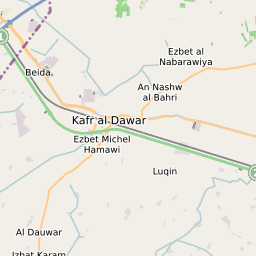 Ezbet al
Nabarawiya
Beida
An Nashw
al Bahri
Kafr al Dawar
Ezbet Michel
Hamawi
Luqin
Al Dauwar
Izbat Karam